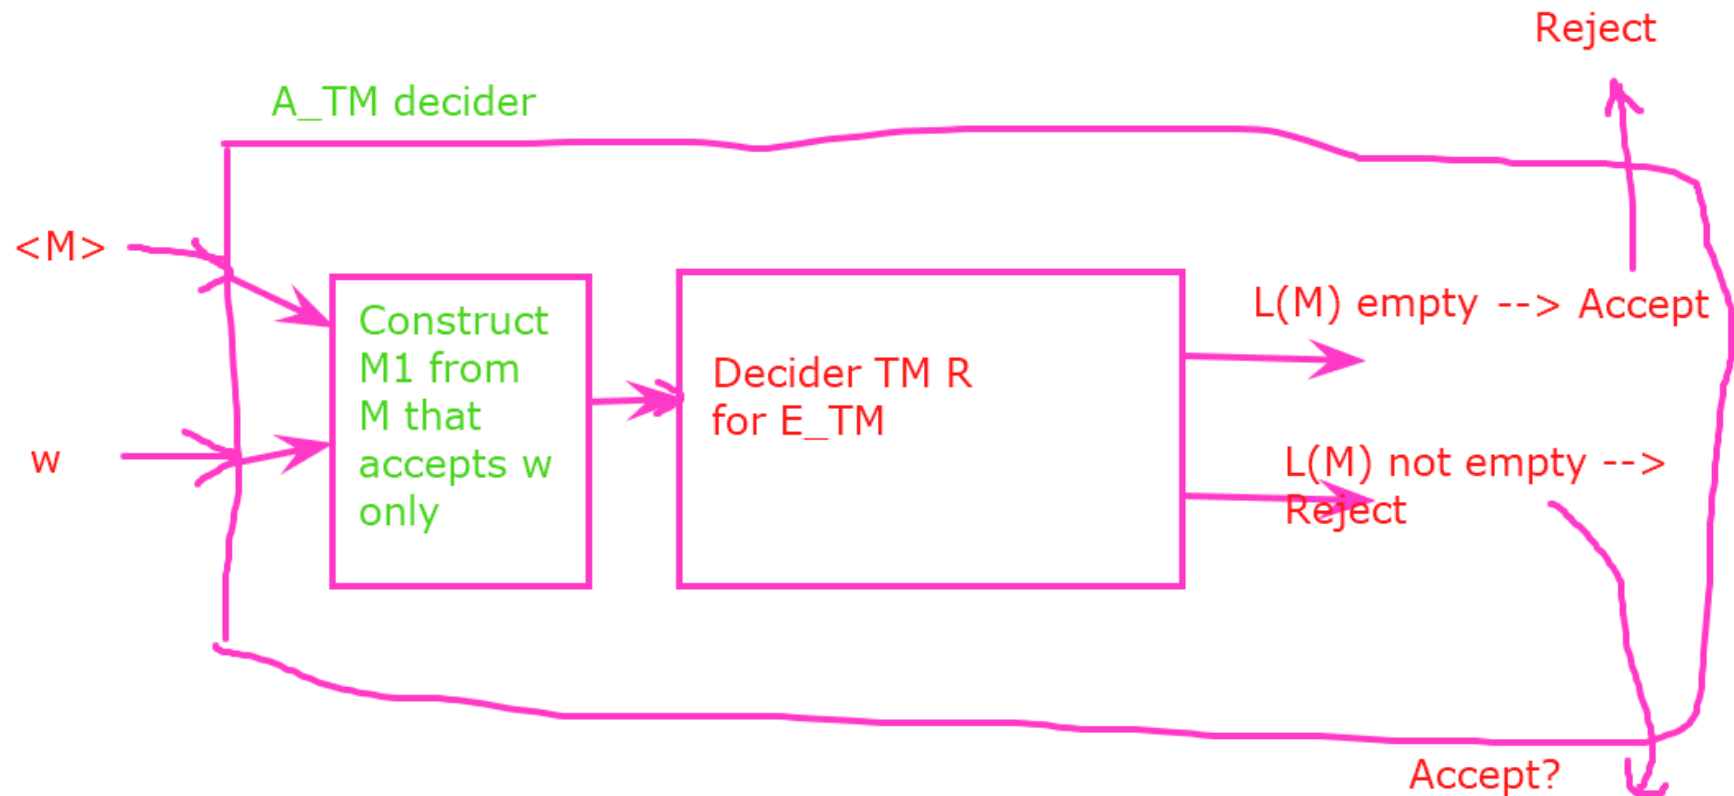 Reject
A_TM decider
<M>
w
Construct
M1 from
M that
accepts w
only
Decider TM R
for E_TM
L(M) empty --> Accept
L(M) not empty -->
Reject
Accept?